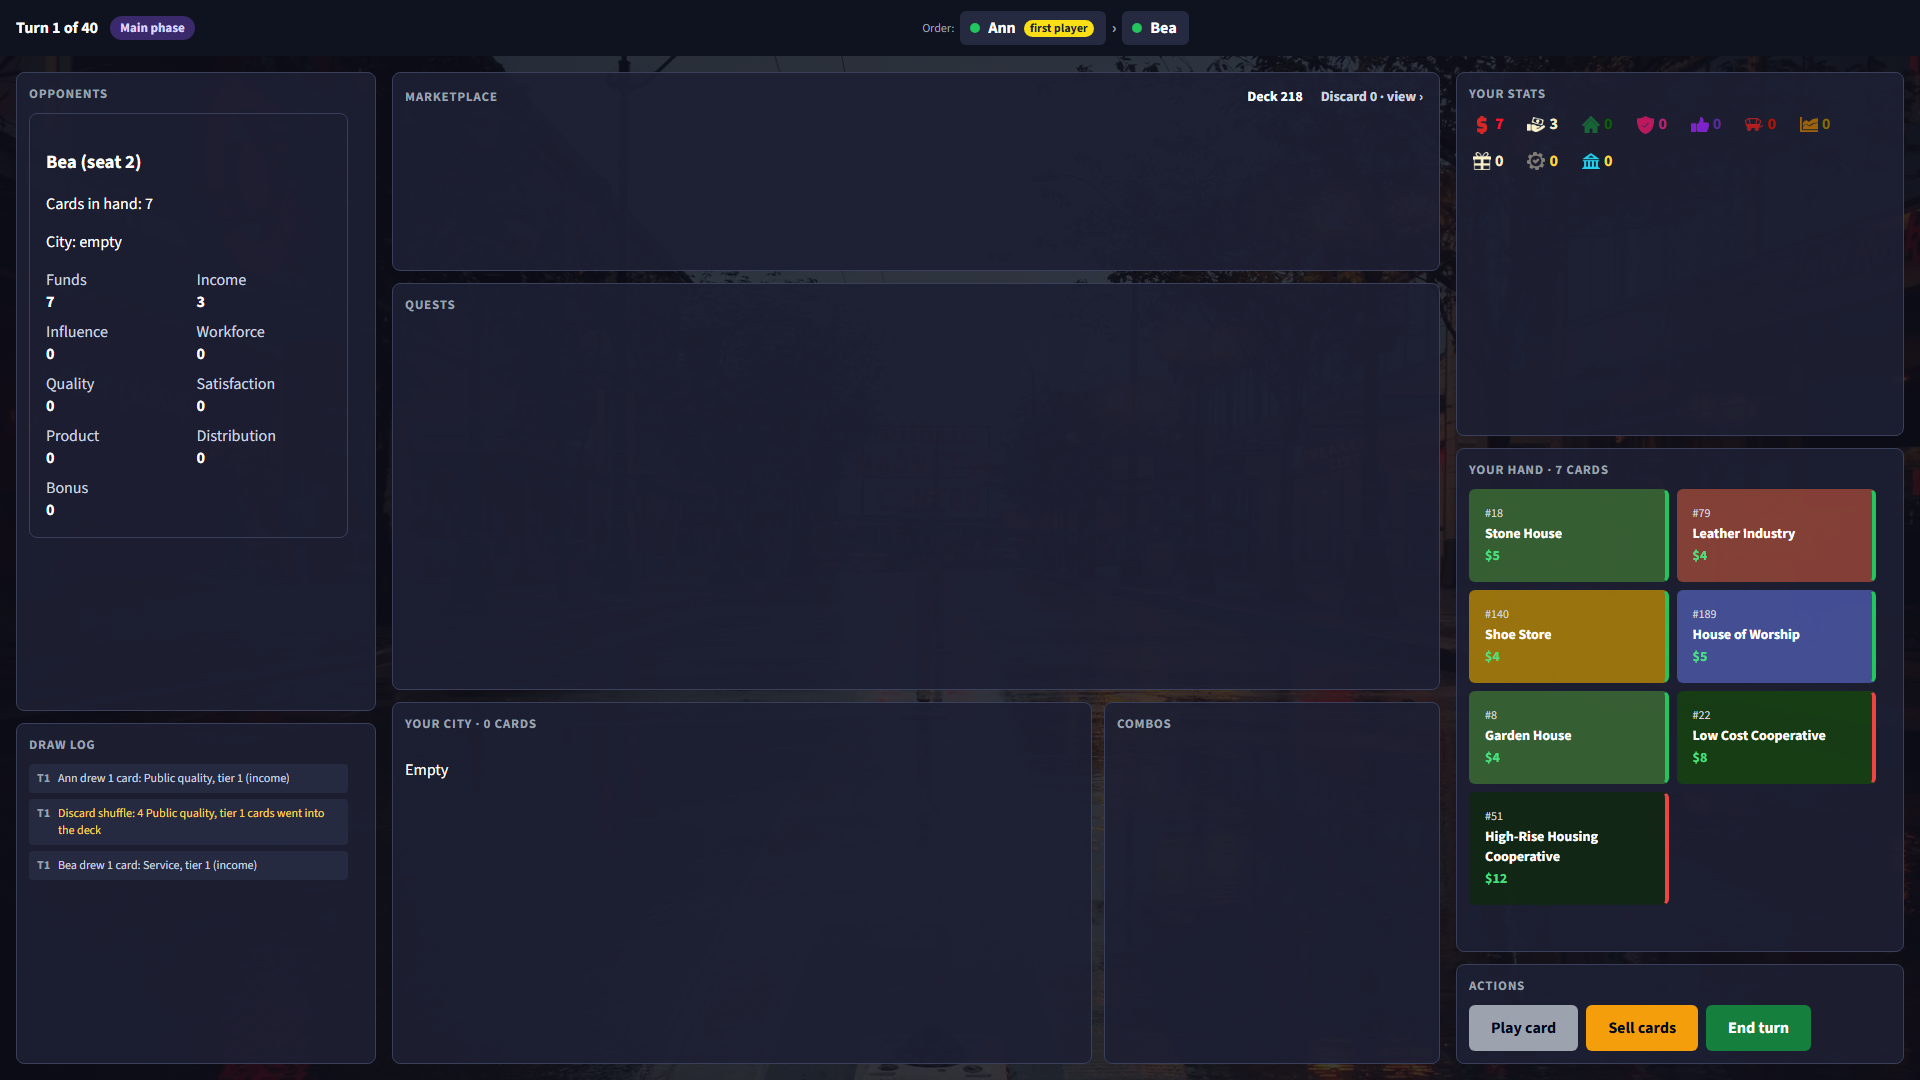 Turn 1 of 40
Main phase
Order:
Ann first player
›
Bea
OPPONENTS
Bea (seat 2)
Cards in hand: 7
City: empty
Funds Income
7 3
Influence Workforce
0 0
Quality Satisfaction
0 0
Product Distribution
0 0
Bonus
0
DRAW LOG
T1 Ann drew 1 card: Public quality, tier 1 (income)
T1 Discard shuffle: 4 Public quality, tier 1 cards went into
the deck
T1 Bea drew 1 card: Service, tier 1 (income)
MARKETPLACE
Deck 218 Discard 0 · view ›
QUESTS
YOUR CITY · 0 CARDS
Empty
COMBOS
YOUR STATS
7 3 0 0 0 0 0
0 0 0
YOUR HAND · 7 CARDS
#18
Stone House
$5
#79
Leather Industry
$4
#140
Shoe Store
$4
#189
House of Worship
$5
#8
Garden House
$4
#22
Low Cost Cooperative
$8
#51
High-Rise Housing
Cooperative
$12
ACTIONS
Play card
Sell cards
End turn